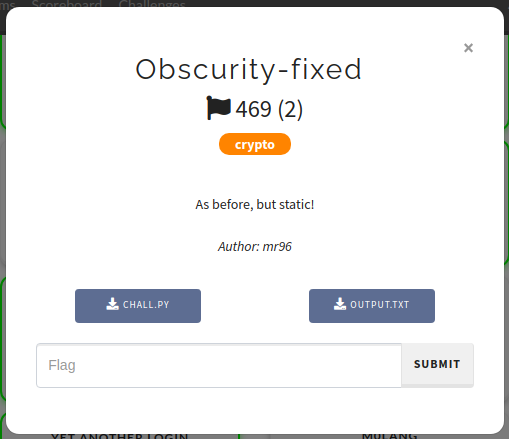 ms Scoreboard Challenges
×
Obscurity-fixed
469 (2)
crypto
As before, but static!
Author: mr96
CHALL.PY OUTPUT.TXT
Flag SUBMIT
YET ANOTHER LOGIN MULANG